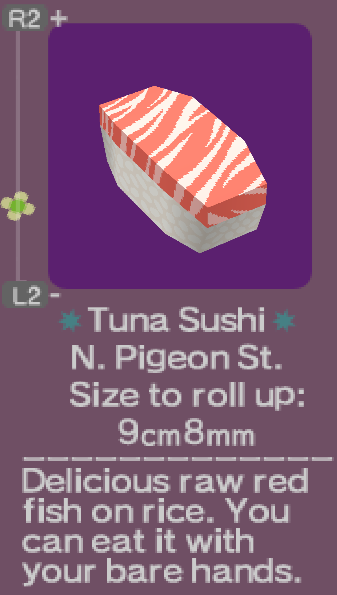 R2 +
L2 -
Tuna Sushi
N. Pigeon St.
Size to roll up:
9cm8mm
Delicious raw red
fish on rice. You
can eat it with
your bare hands.